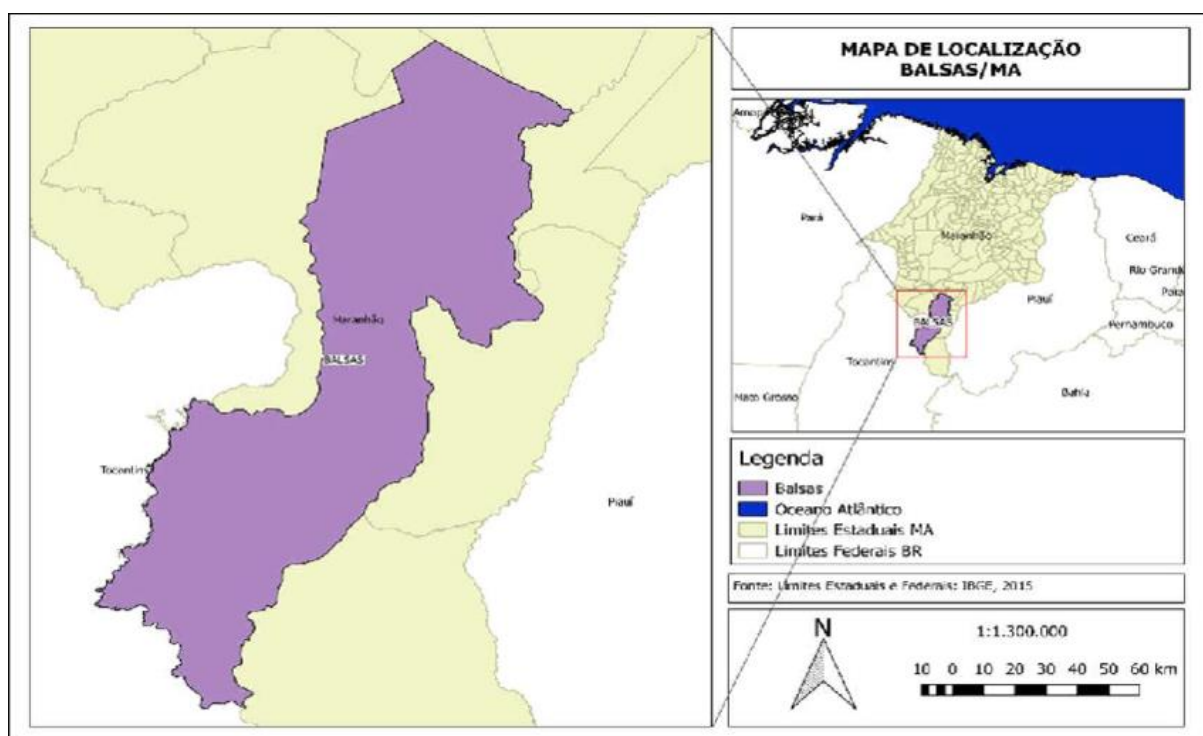 MAPA DE LOCALIZAÇÃO
BALSAS/MA
Maranhão
BALSAS
Tocantins
Piauí
Pará
Maranhão
Ceará
Rio Grande
Piauí
Pernambuco
BALSAS
Tocantins
Mato Grosso
Bahia
Legenda
Balsas
Oceano Atlântico
Limites Estaduais MA
Limites Federais BR
Fonte: Limites Estaduais e Federais: IBGE, 2015
N
1:1.300.000
10 0 10 20 30 40 50 60 km